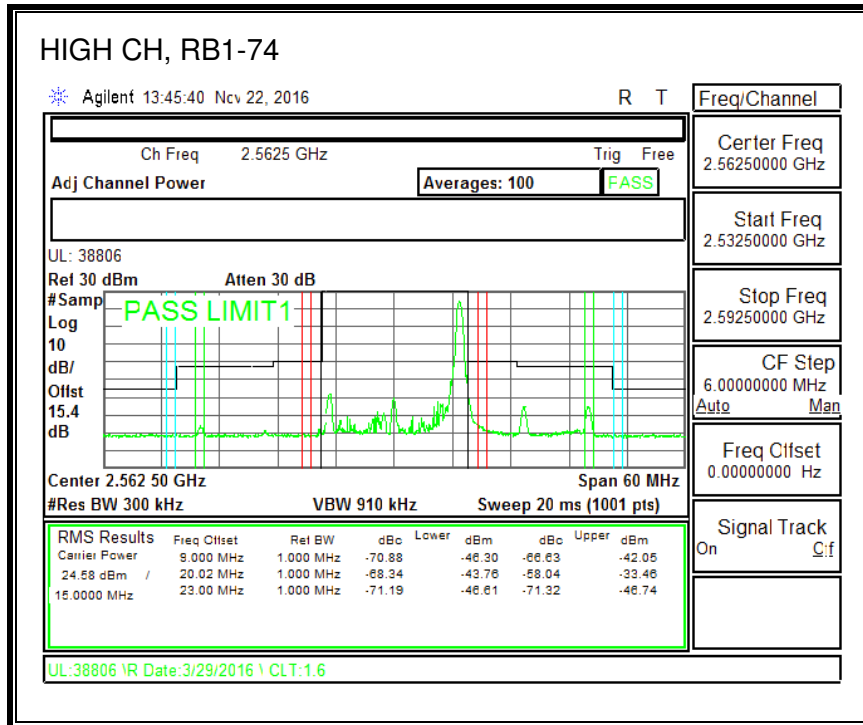 HIGH CH, RB1-74
Agilent 13:45:40 Nov 22, 2016 R T
Freq/Channel
Ch Freq 2.5625 GHz Trig Free
Adj Channel Power Averages: 100 PASS
Center Freq
2.56250000 GHz
Start Freq
2.53250000 GHz
Stop Freq
2.59250000 GHz
CF Step
6.00000000 MHz
Auto Man
Freq Offset
0.00000000 Hz
Signal Track
On Off
UL: 38806
Ref 30 dBm Atten 30 dB
#Samp
Log
10
dB/
Offst
15.4
dB
PASS LIMIT1
Center 2.562 50 GHz Span 60 MHz
#Res BW 300 kHz VBW 910 kHz Sweep 20 ms (1001 pts)
RMS Results Freq Offset Ref BW dBc Lower dBm dBc Upper dBm
Carrier Power 9.000 MHz 1.000 MHz -70.88 -46.30 -66.63 -42.05
24.58 dBm / 20.02 MHz 1.000 MHz -68.34 -43.76 -58.04 -33.46
15.0000 MHz 23.00 MHz 1.000 MHz -71.19 -46.61 -71.32 -46.74
UL:38806 \R Date:3/29/2016 \ CLT:1.6